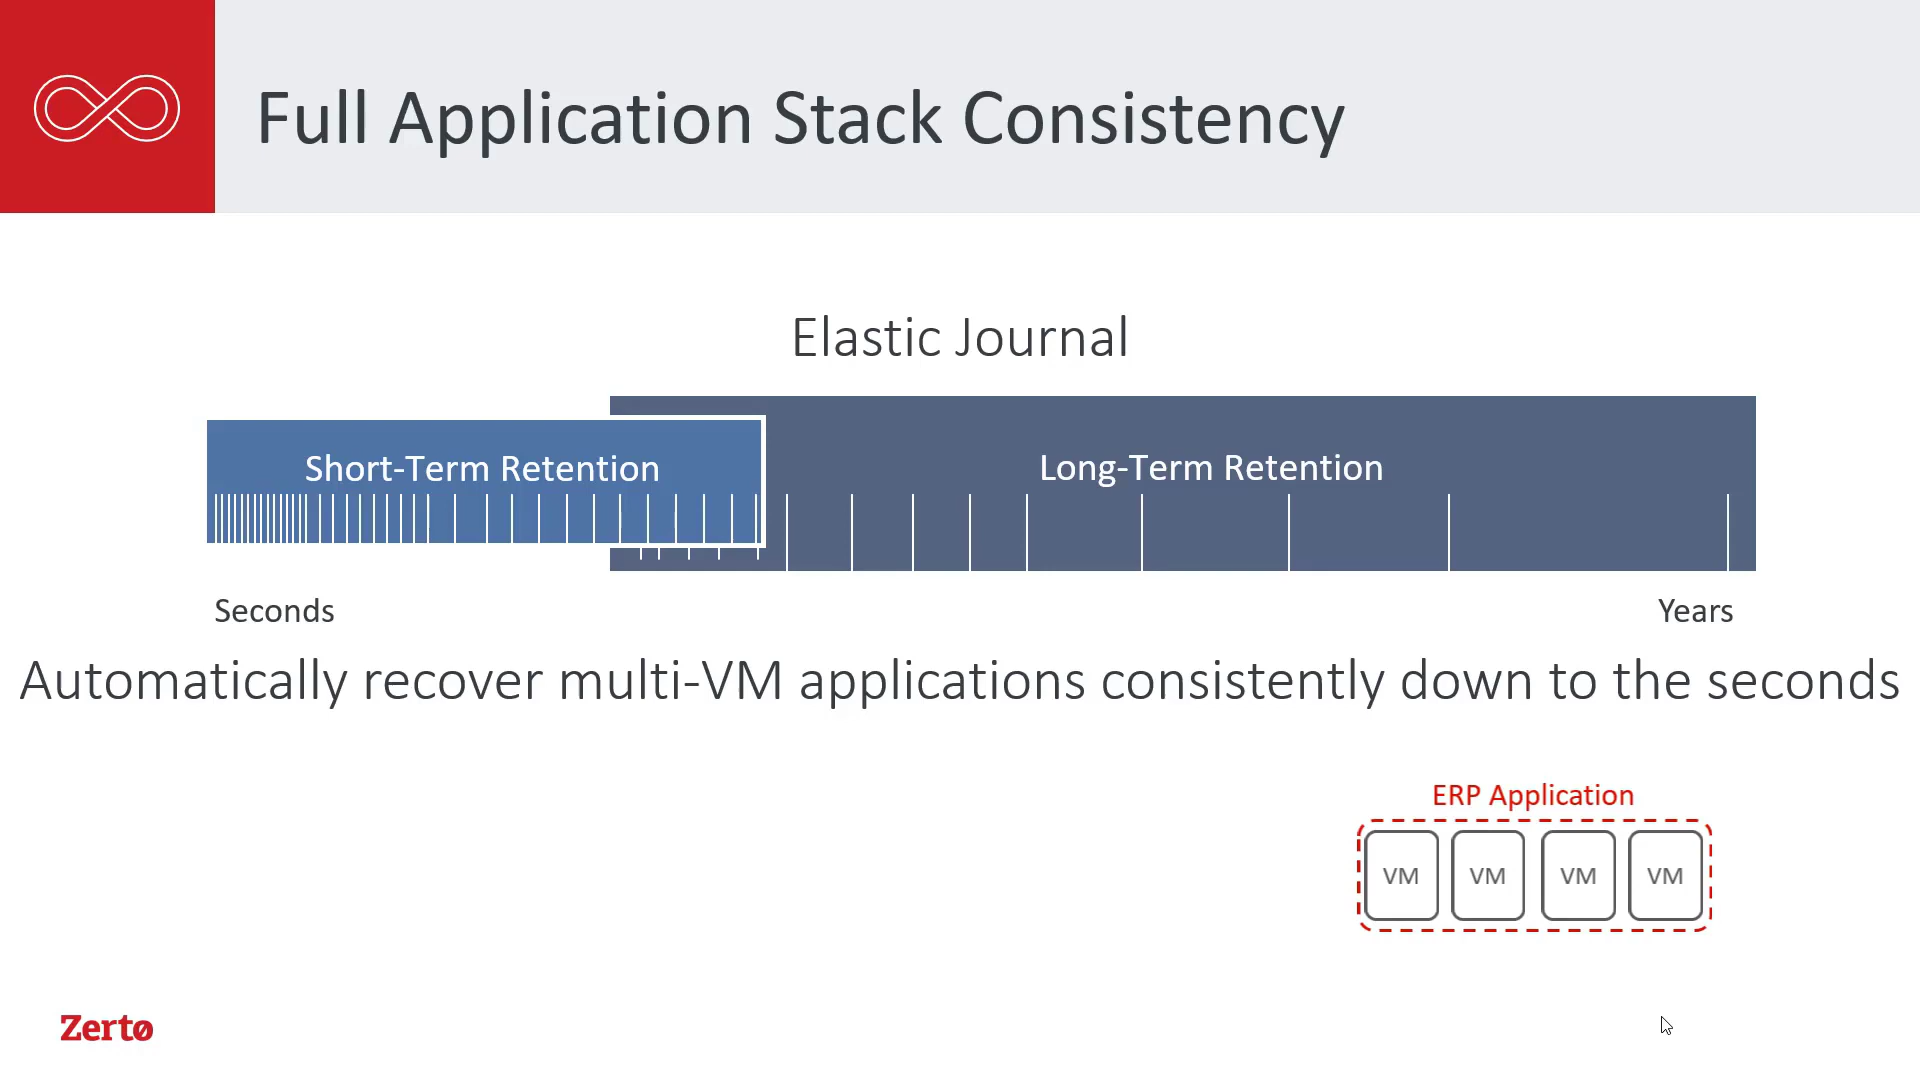 Full Application Stack Consistency
Elastic Journal
Short-Term Retention
Long-Term Retention
Seconds
Years
Automatically recover multi-VM applications consistently down to the seconds
ERP Application
VM VM VM VM
Zerto